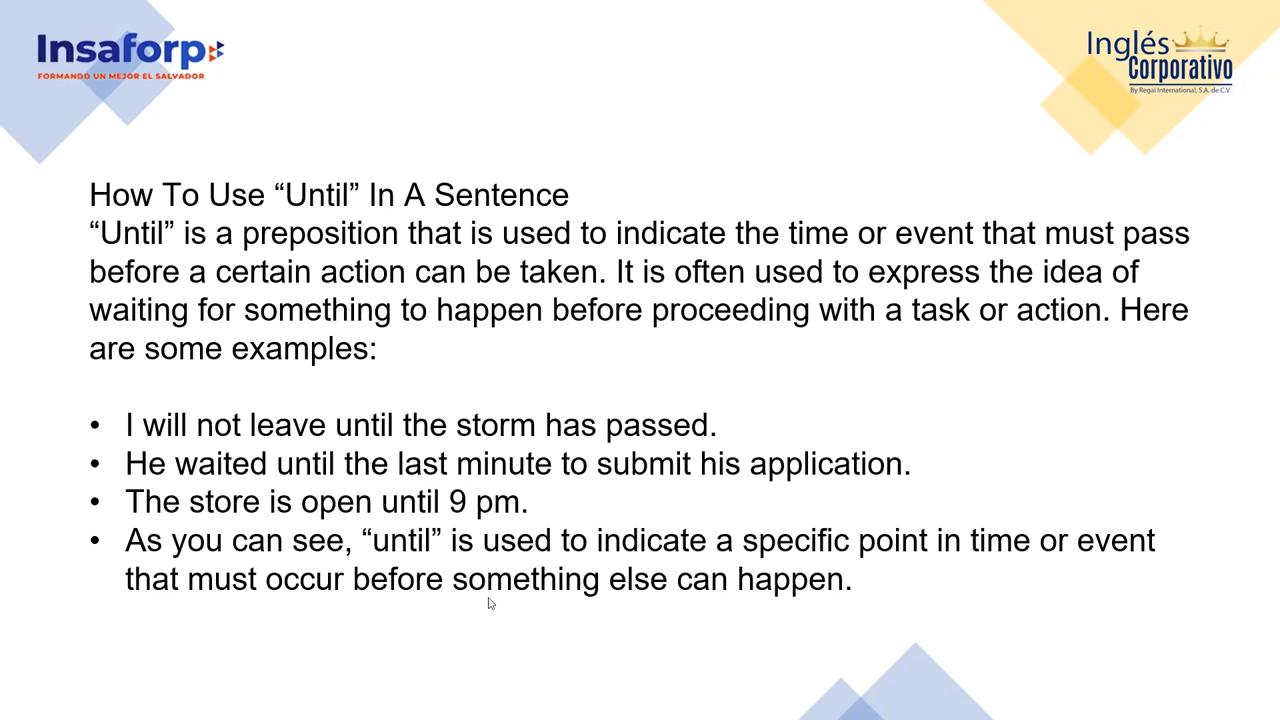 Insaforp
FORMANDO UN MEJOR EL SALVADOR
Inglés
Corporativo
By Regal International, S.A. de C.V.
How To Use “Until” In A Sentence
“Until” is a preposition that is used to indicate the time or event that must pass
before a certain action can be taken. It is often used to express the idea of
waiting for something to happen before proceeding with a task or action. Here
are some examples:
• I will not leave until the storm has passed.
• He waited until the last minute to submit his application.
• The store is open until 9 pm.
• As you can see, “until” is used to indicate a specific point in time or event
that must occur before something else can happen.